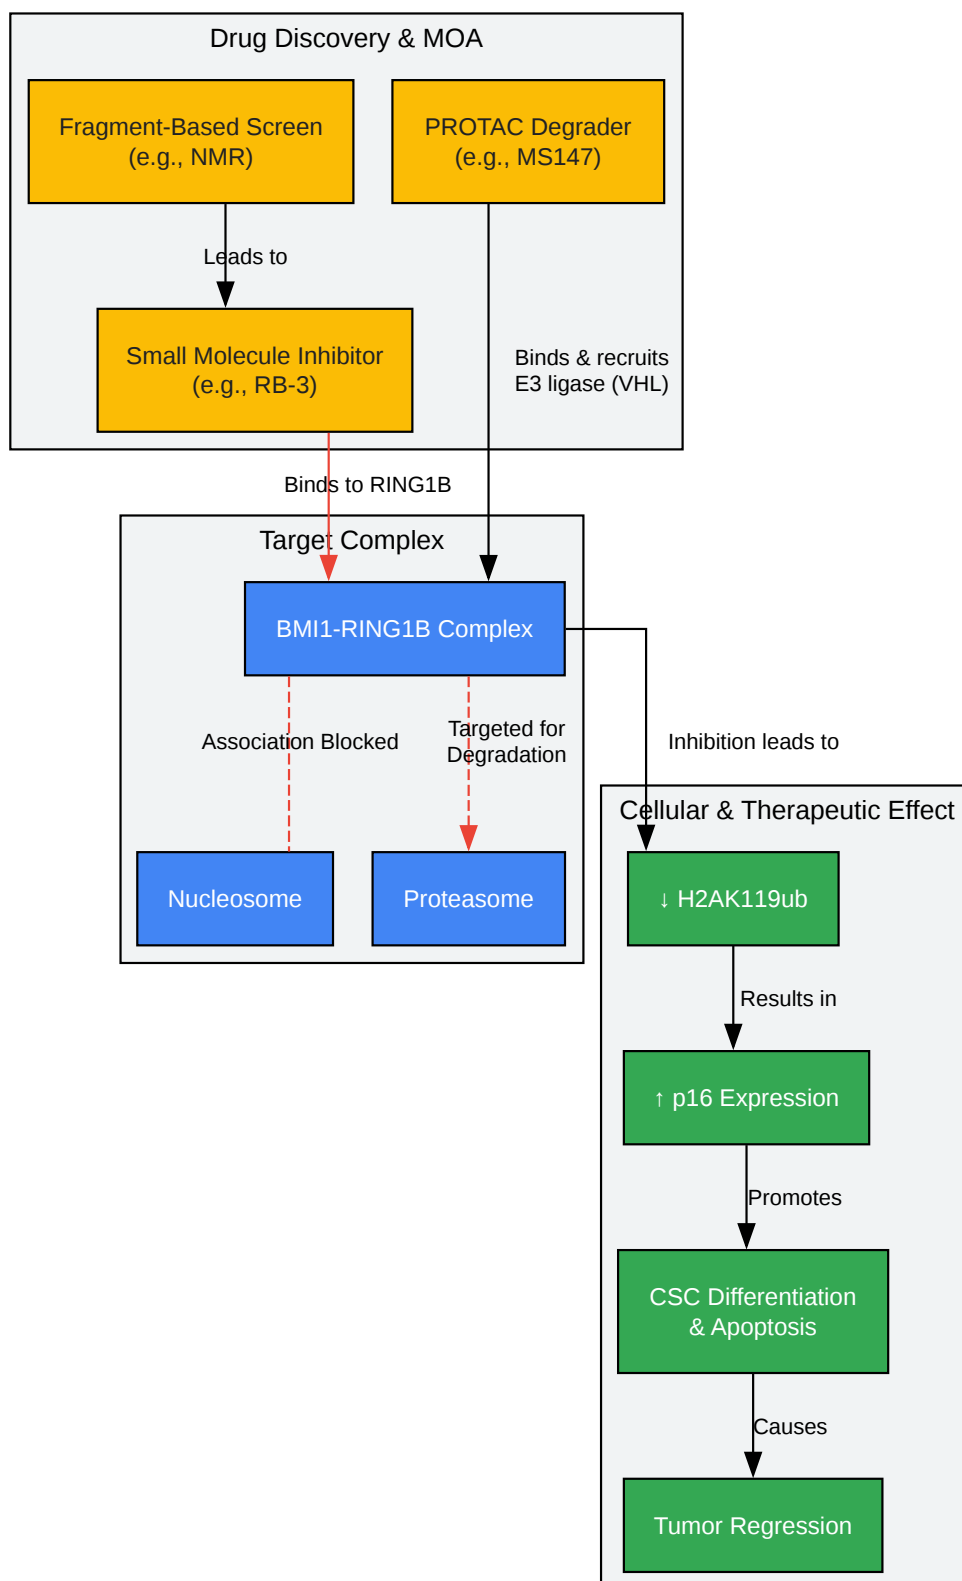 Drug Discovery & MOA
Fragment-Based Screen
(e.g., NMR)
PROTAC Degrader
(e.g., MS147)
Leads to
Small Molecule Inhibitor
(e.g., RB-3)
Binds & recruits
E3 ligase (VHL)
Binds to RING1B
Target Complex
BMI1-RING1B Complex
Association Blocked
Targeted for
Degradation
Inhibition leads to
Cellular & Therapeutic Effect
Nucleosome
Proteasome
↓ H2AK119ub
Results in
↑ p16 Expression
Promotes
CSC Differentiation
& Apoptosis
Causes
Tumor Regression